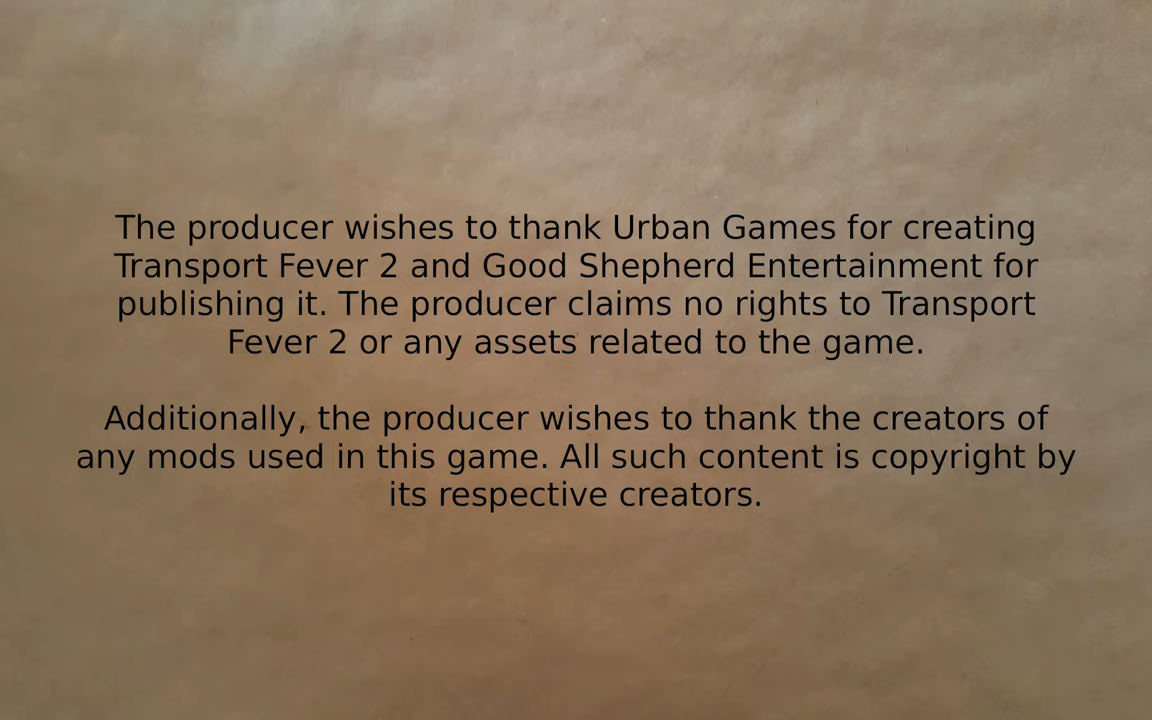 The producer wishes to thank Urban Games for creating
Transport Fever 2 and Good Shepherd Entertainment for
publishing it. The producer claims no rights to Transport
Fever 2 or any assets related to the game.
Additionally, the producer wishes to thank the creators of
any mods used in this game. All such content is copyright by
its respective creators.